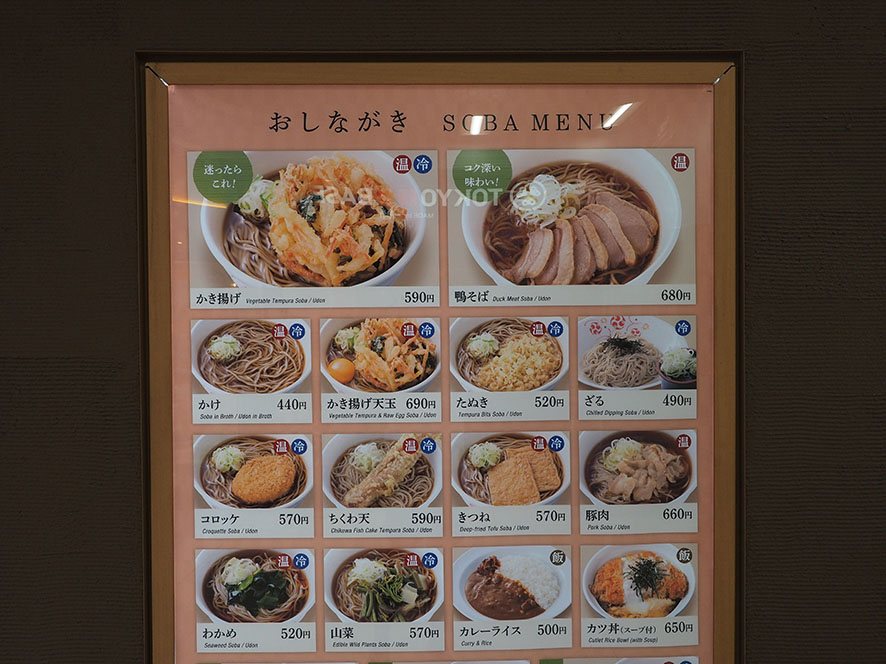 おしながき SOBA MENU
迷ったら
これ!
温 冷
かき揚げ Vegetable Tempura Soba / Udon 590円
コク深い
味わい!
温
鴨そば Duck Meat Soba / Udon 680円
TOKYO BASE
温 冷
かけ 440円
Soba in Broth / Udon in Broth
温 冷
かき揚げ天玉 690円
Vegetable Tempura & Raw Egg Soba / Udon
温 冷
たぬき 520円
Tempura Bits Soba / Udon
冷
ざる 490円
Chilled Dipping Soba / Udon
温 冷
コロッケ 570円
Croquette Soba / Udon
温 冷
ちくわ天 590円
Chikuwa Fish Cake Tempura Soba / Udon
温 冷
きつね 570円
Deep-fried Tofu Soba / Udon
温
豚肉 660円
Pork Soba / Udon
温 冷
わかめ 520円
Seaweed Soba / Udon
温 冷
山菜 570円
Edible Wild Plants Soba / Udon
飯
カレーライス 500円
Curry & Rice
飯
カツ丼(スープ付) 650円
Cutlet Rice Bowl (with Soup)
温 冷